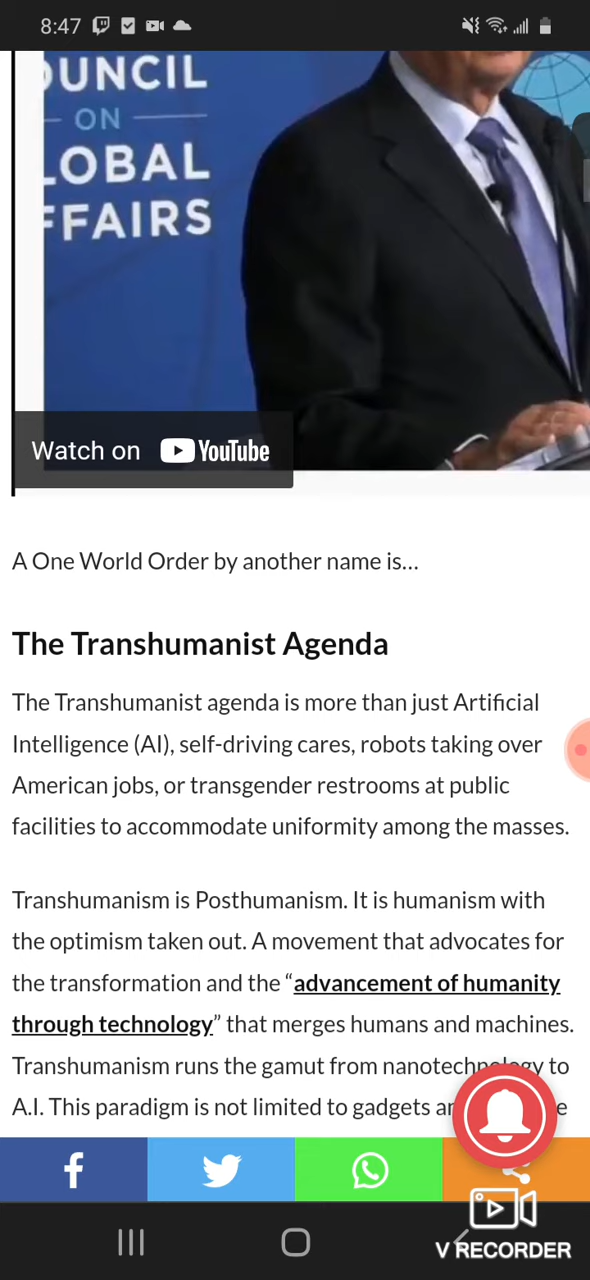 8:47
OUNCIL
ON
LOBAL
FFAIRS
Watch on YouTube
A One World Order by another name is...
The Transhumanist Agenda
The Transhumanist agenda is more than just Artificial
Intelligence (AI), self-driving cares, robots taking over
American jobs, or transgender restrooms at public
facilities to accommodate uniformity among the masses.
Transhumanism is Posthumanism. It is humanism with
the optimism taken out. A movement that advocates for
the transformation and the “advancement of humanity
through technology” that merges humans and machines.
Transhumanism runs the gamut from nanotechnology to
A.I. This paradigm is not limited to gadgets
V RECORDER